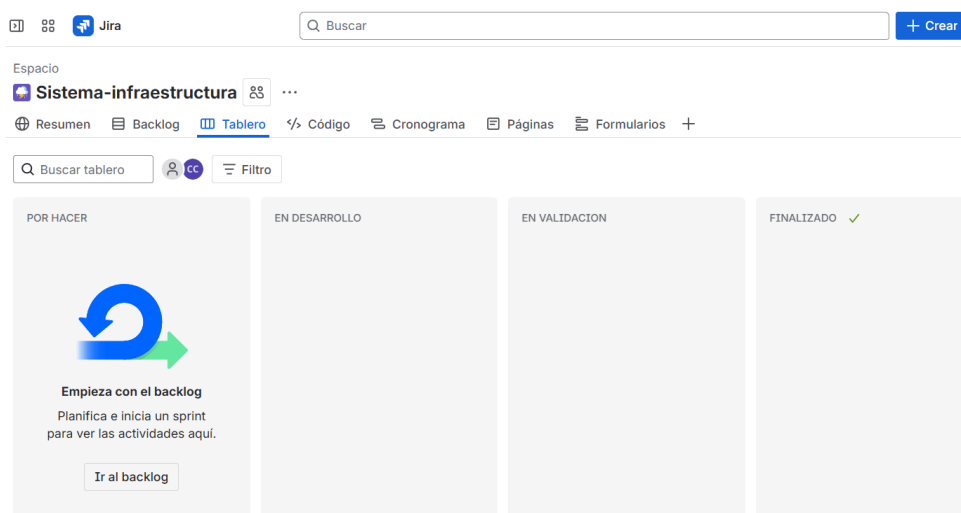 Jira
Buscar
+ Crear
Espacio
Sistema-infraestructura
Resumen Backlog Tablero Código Cronograma Páginas Formularios
Buscar tablero CC Filtro
POR HACER EN DESARROLLO EN VALIDACION FINALIZADO
Empieza con el backlog
Planifica e inicia un sprint
para ver las actividades aquí.
Ir al backlog